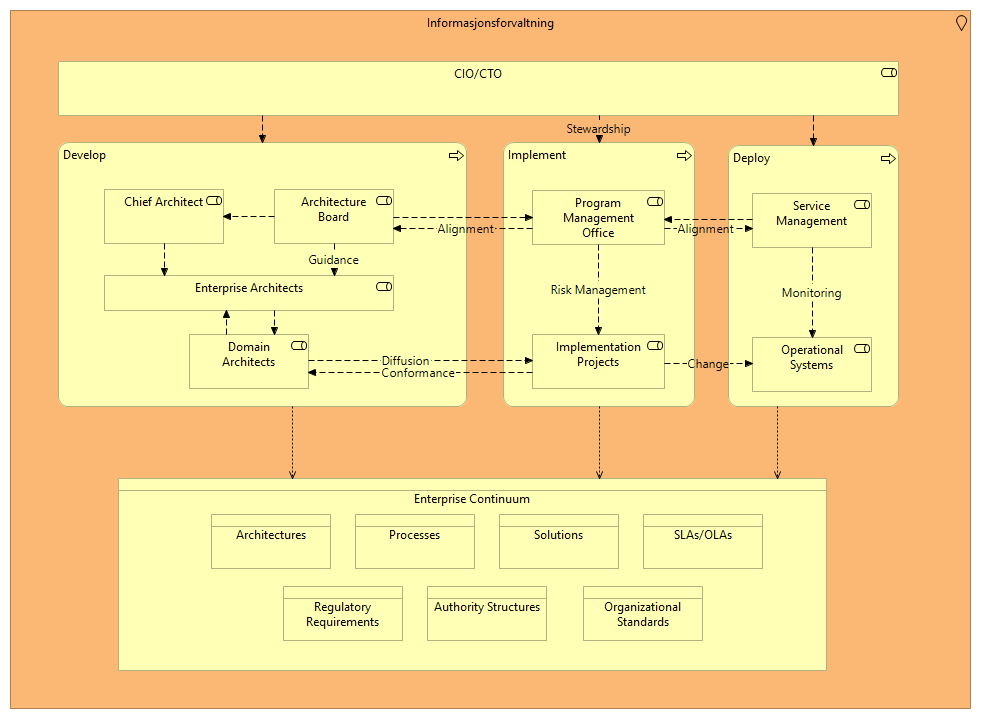 Informasjonsforvaltning
CIO/CTO
Stewardship
Develop
Implement
Deploy
Chief Architect
Architecture
Board
Program
Management
Office
Service
Management
Alignment
Alignment
Guidance
Enterprise Architects
Risk Management
Monitoring
Domain
Architects
Diffusion
Conformance
Implementation
Projects
Change
Operational
Systems
Enterprise Continuum
Architectures
Processes
Solutions
SLAs/OLAs
Regulatory
Requirements
Authority Structures
Organizational
Standards